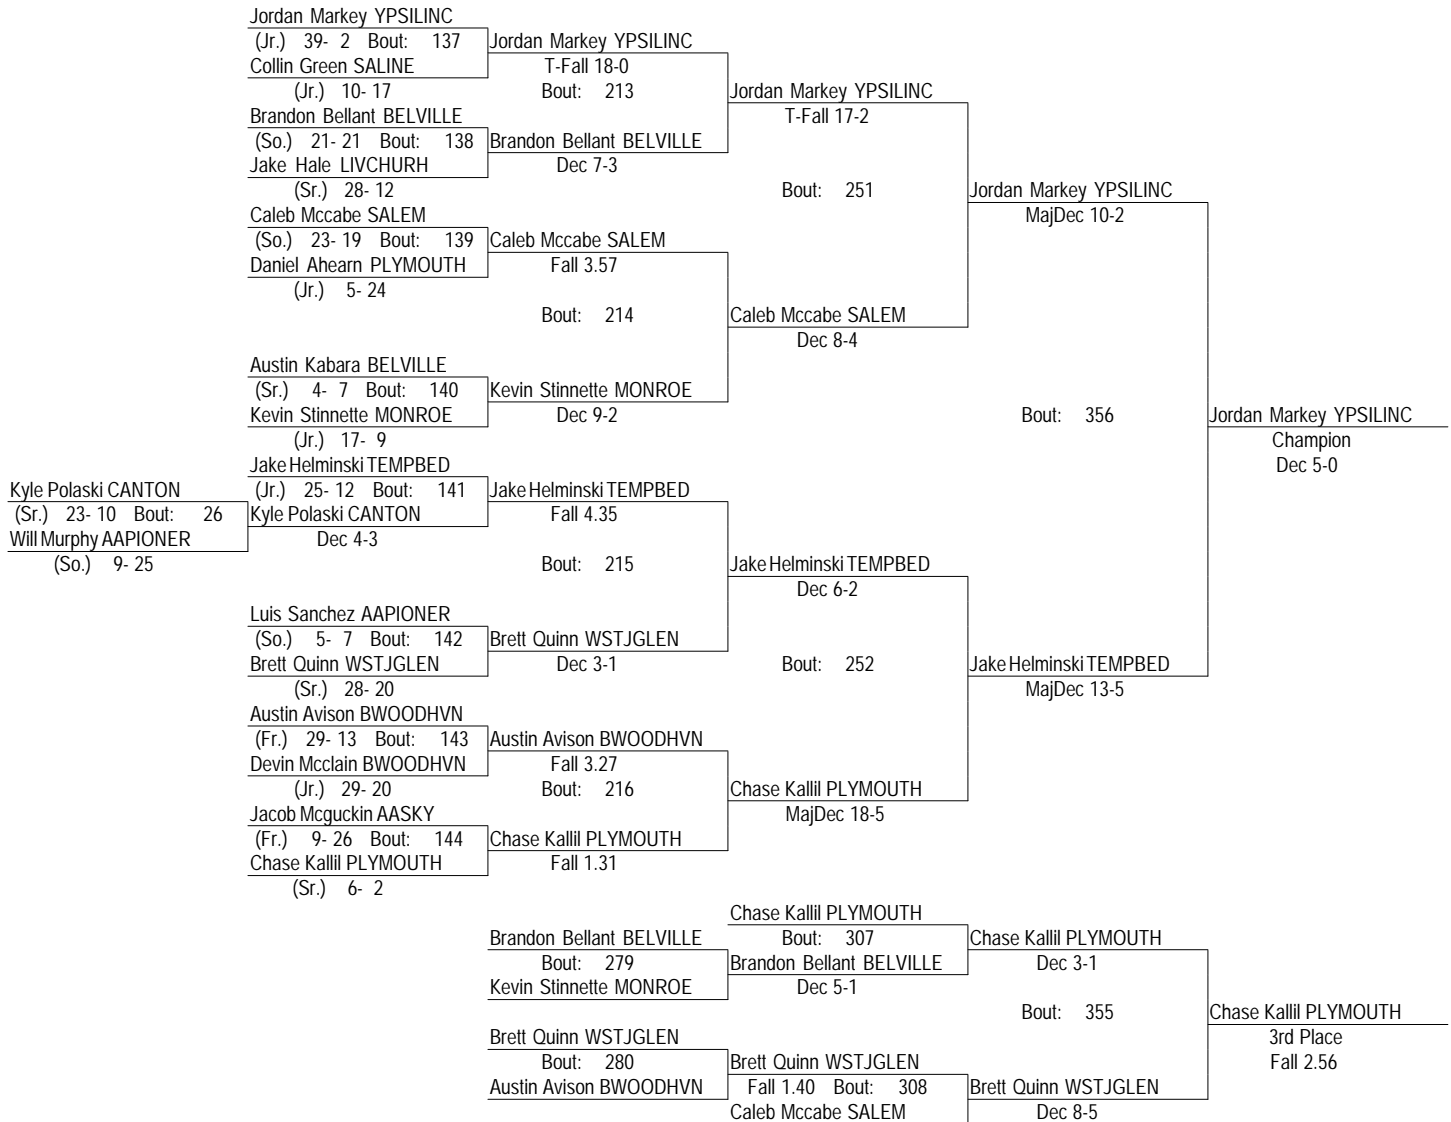 Jordan Markey YPSILINC
(Jr.) 39- 2 Bout: 137
Jordan Markey YPSILINC
Collin Green SALINE
T-Fall 18-0
(Jr.) 10- 17
Bout: 213
Jordan Markey YPSILINC
Brandon Bellant BELVILLE
T-Fall 17-2
(So.) 21- 21 Bout: 138
Brandon Bellant BELVILLE
Jake Hale LIVCHURH
Dec 7-3
(Sr.) 28- 12
Bout: 251
Jordan Markey YPSILINC
Caleb Mccabe SALEM
MajDec 10-2
(So.) 23- 19 Bout: 139
Caleb Mccabe SALEM
Daniel Ahearn PLYMOUTH
Fall 3.57
(Jr.) 5- 24
Bout: 214
Caleb Mccabe SALEM
Dec 8-4
Austin Kabara BELVILLE
(Sr.) 4- 7 Bout: 140
Kevin Stinnette MONROE
Kevin Stinnette MONROE
Dec 9-2
Bout: 356
Jordan Markey YPSILINC
(Jr.) 17- 9
Champion
Jake Helminski TEMPBED
Dec 5-0
Kyle Polaski CANTON
(Jr.) 25- 12 Bout: 141
Jake Helminski TEMPBED
(Sr.) 23- 10 Bout: 26
Kyle Polaski CANTON
Fall 4.35
Will Murphy AAPIONER
Dec 4-3
(So.) 9- 25
Bout: 215
Jake Helminski TEMPBED
Dec 6-2
Luis Sanchez AAPIONER
(So.) 5- 7 Bout: 142
Brett Quinn WSTJGLEN
Brett Quinn WSTJGLEN
Dec 3-1
Bout: 252
Jake Helminski TEMPBED
(Sr.) 28- 20
MajDec 13-5
Austin Avison BWOODHVN
(Fr.) 29- 13 Bout: 143
Austin Avison BWOODHVN
Devin Mcclain BWOODHVN
Fall 3.27
(Jr.) 29- 20
Bout: 216
Chase Kallil PLYMOUTH
Jacob Mcguckin AASKY
MajDec 18-5
(Fr.) 9- 26 Bout: 144
Chase Kallil PLYMOUTH
Chase Kallil PLYMOUTH
Fall 1.31
(Sr.) 6- 2
Chase Kallil PLYMOUTH
Brandon Bellant BELVILLE
Bout: 307
Chase Kallil PLYMOUTH
Bout: 279
Brandon Bellant BELVILLE
Dec 3-1
Kevin Stinnette MONROE
Dec 5-1
Bout: 355
Chase Kallil PLYMOUTH
Brett Quinn WSTJGLEN
3rd Place
Bout: 280
Brett Quinn WSTJGLEN
Fall 2.56
Austin Avison BWOODHVN
Fall 1.40 Bout: 308
Brett Quinn WSTJGLEN
Caleb Mccabe SALEM
Dec 8-5